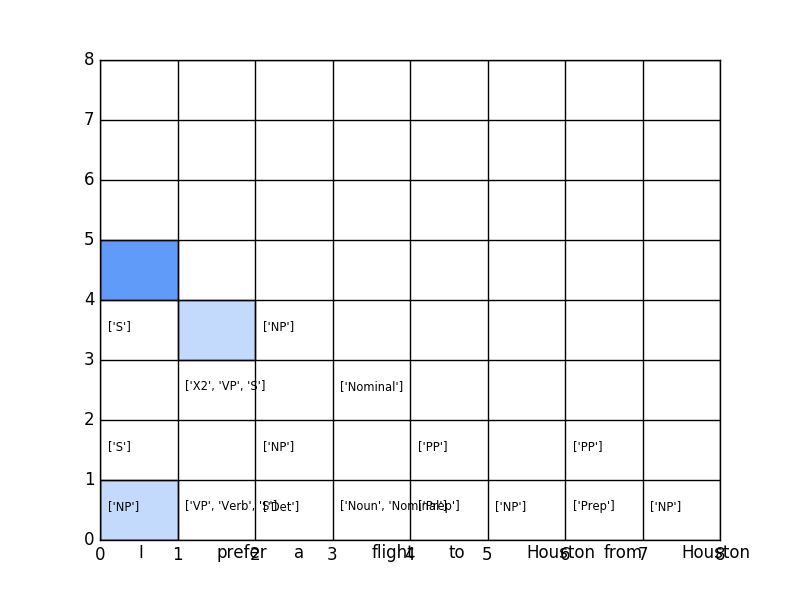 8
7
6
5
4
['S'] ['NP']
3
['X2', 'VP', 'S'] ['Nominal']
2
['S'] ['NP'] ['PP'] ['PP']
1
['NP'] ['VP', 'Verb', 'S'] ['Det'] ['Noun', 'Nominal'] ['Prep'] ['NP'] ['Prep'] ['NP']
0
0 1 2 3 4 5 6 7 8
I prefer a flight to Houston from Houston